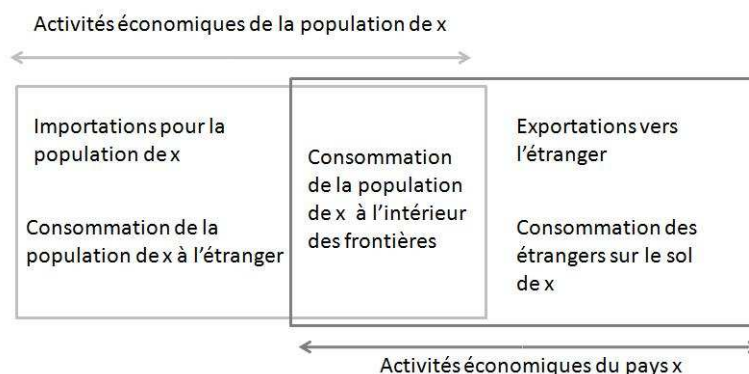 Activités économiques de la population de x
Importations pour la
population de x
Consommation de la
population de x à l'étranger
Consommation
de la population
de x à l'intérieur
des frontières
Exportations vers
l'étranger
Consommation des
étrangers sur le sol
de x
Activités économiques du pays x